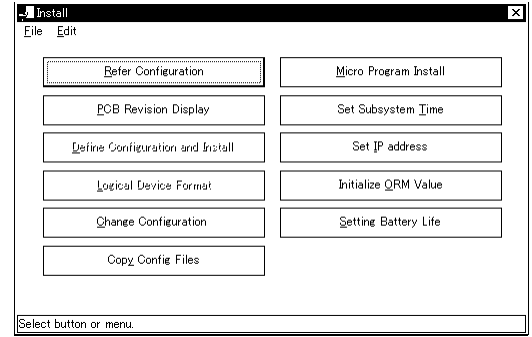 Install
File Edit
Refer Configuration
Micro Program Install
PCB Revision Display
Set Subsystem Time
Define Configuration and Install
Set IP address
Logical Device Format
Initialize ORM Value
Change Configuration
Setting Battery Life
Copy Config Files
Select button or menu.